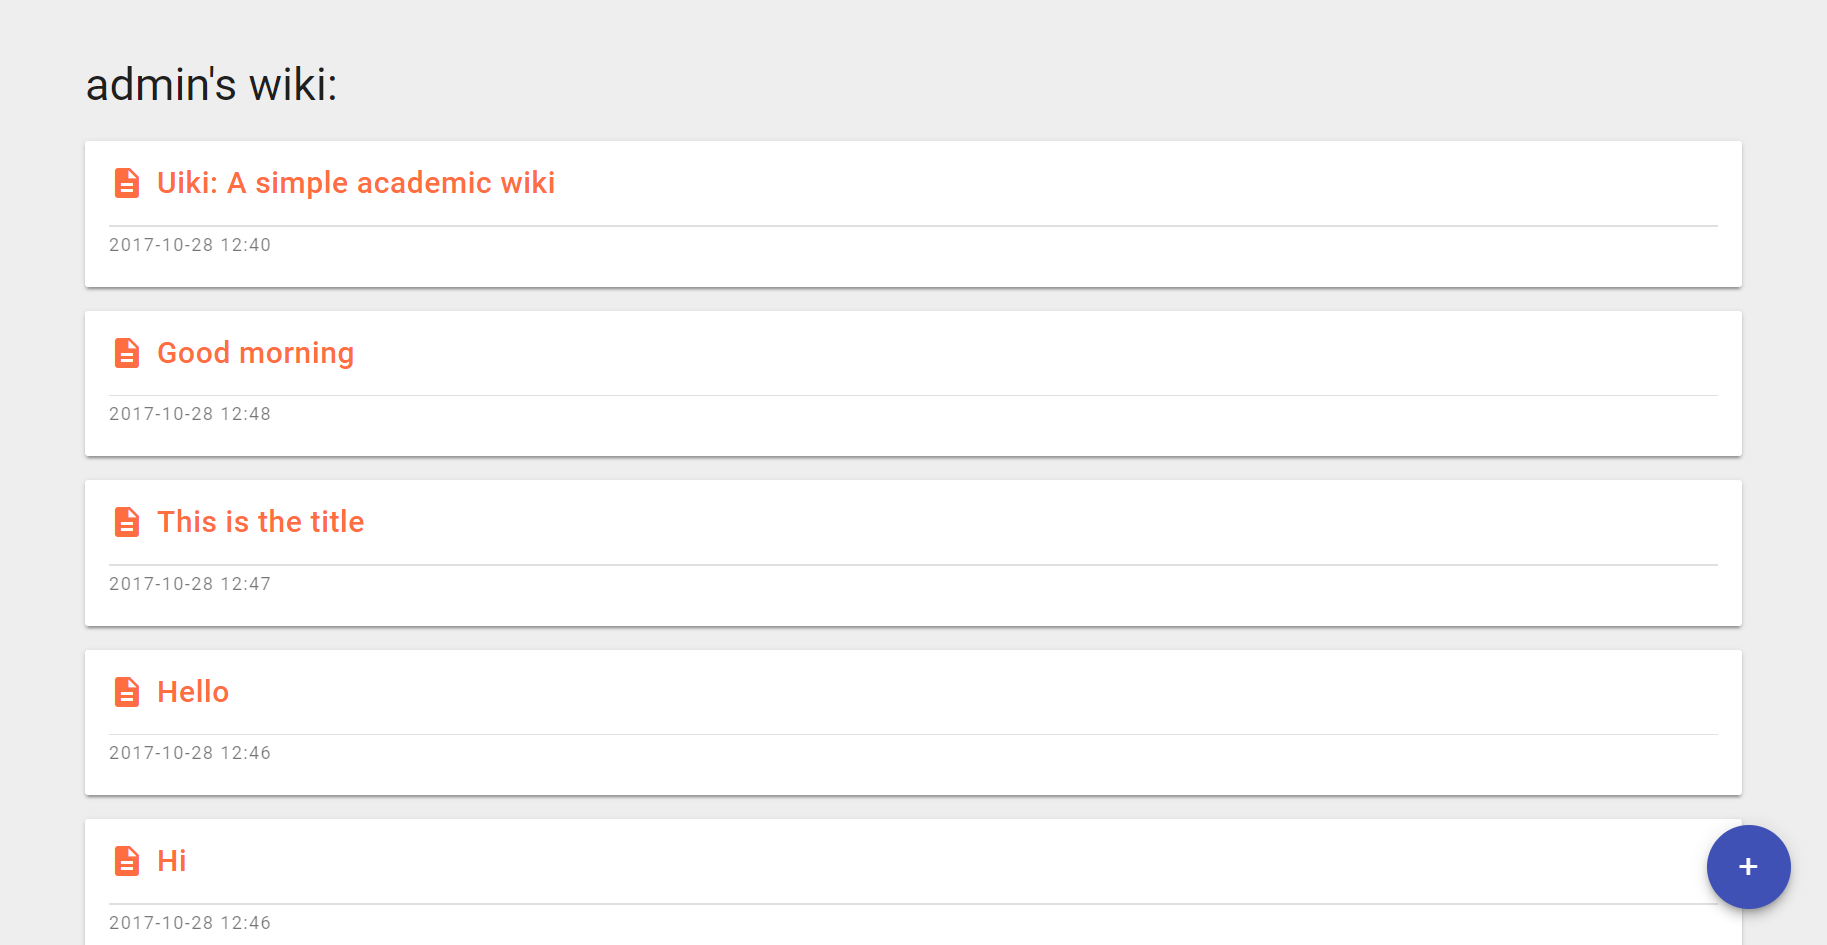 admin's wiki:
Uiki: A simple academic wiki
2017-10-28 12:40
Good morning
2017-10-28 12:48
This is the title
2017-10-28 12:47
Hello
2017-10-28 12:46
Hi
2017-10-28 12:46
+